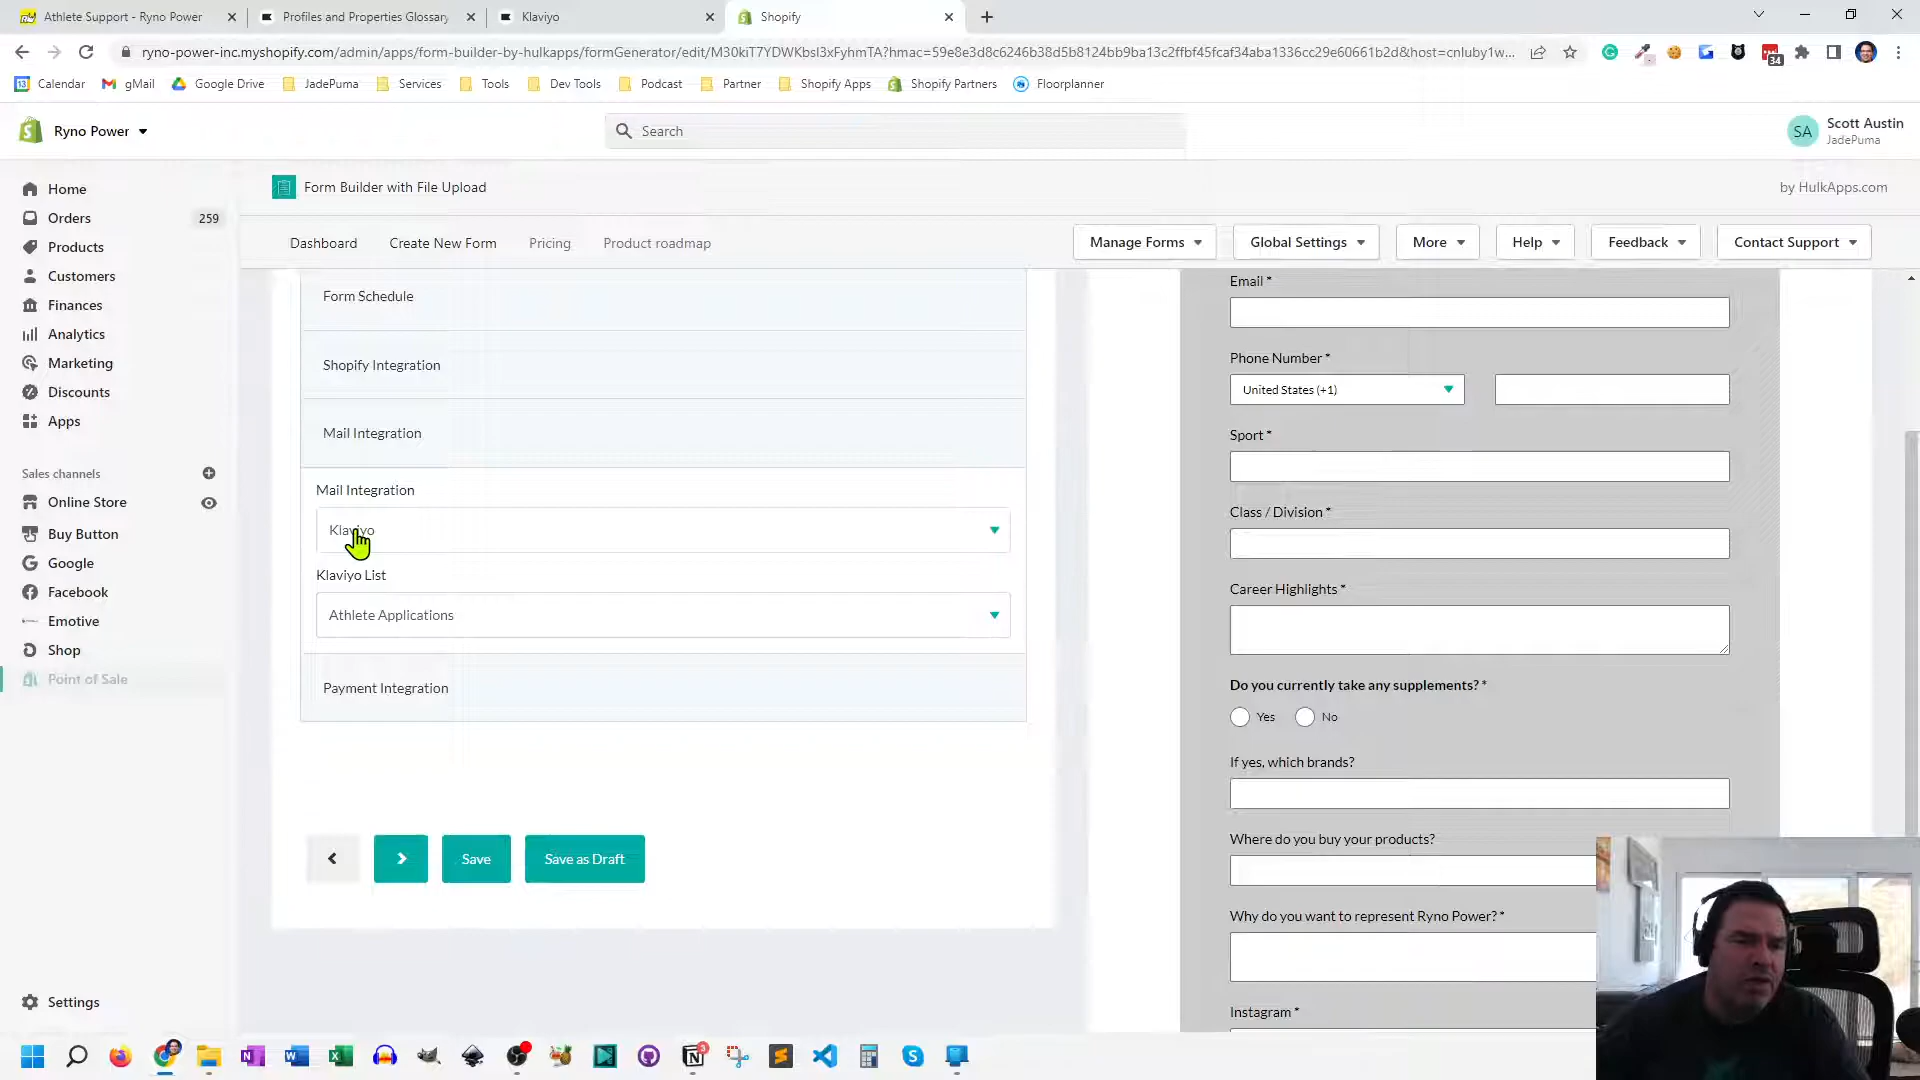 Athlete Support - Ryno Power
Profiles and Properties Glossary
Klaviyo
Shopify
ryno-power-inc.myshopify.com/admin/apps/form-builder-by-hulkapps/formGenerator/edit/M30kiT7YDWKbsI3xFyhmTA?hmac=59e8e3d8c6246b38d5b8124bb9ba13c2ffbf45fcaf34aba1336cc29e60661b2d&host=cnluby1w...
34
13
Calendar
gMail
Google Drive
JadePuma
Services
Tools
Dev Tools
Podcast
Partner
Shopify Apps
Shopify Partners
Floorplanner
Ryno Power
Search
SA
Scott Austin
JadePuma
Home
Orders
259
Products
Customers
Finances
Analytics
Marketing
Discounts
Apps
Sales channels
Online Store
Buy Button
Google
Facebook
Emotive
Shop
Point of Sale
Settings
Form Builder with File Upload
by HulkApps.com
Dashboard
Create New Form
Pricing
Product roadmap
Manage Forms
Global Settings
More
Help
Feedback
Contact Support
Form Schedule
Shopify Integration
Mail Integration
Mail Integration
Klaviyo
Klaviyo List
Athlete Applications
Payment Integration
Save
Save as Draft
Email *
Phone Number *
United States (+1)
Sport *
Class / Division *
Career Highlights *
Do you currently take any supplements? *
Yes
No
If yes, which brands?
Where do you buy your products?
Why do you want to represent Ryno Power? *
Instagram *
3